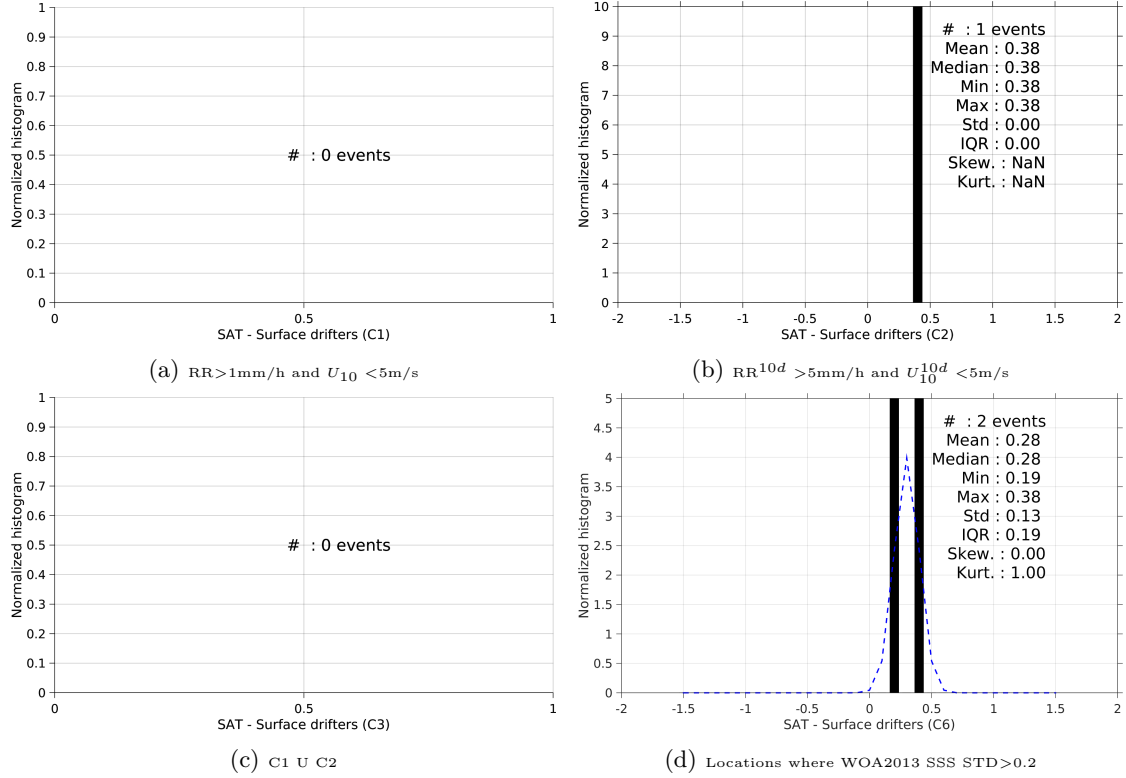 1
0.9
0.8
0.7
0.6
0.5
0.4
0.3
0.2
0.1
0
Normalized histogram
# : 0 events
0 0.5 1
SAT - Surface drifters (C1)
(a) RR>1mm/h and U10 <5m/s
10
9
8
7
6
5
4
3
2
1
0
Normalized histogram
# : 1 events
Mean : 0.38
Median : 0.38
Min : 0.38
Max : 0.38
Std : 0.00
IQR : 0.00
Skew. : NaN
Kurt. : NaN
-2 -1.5 -1 -0.5 0 0.5 1 1.5 2
SAT - Surface drifters (C2)
(b) RR10d >5mm/h and U10d10 <5m/s
1
0.9
0.8
0.7
0.6
0.5
0.4
0.3
0.2
0.1
0
Normalized histogram
# : 0 events
0 0.5 1
SAT - Surface drifters (C3)
(c) C1 U C2
5
4.5
4
3.5
3
2.5
2
1.5
1
0.5
0
Normalized histogram
# : 2 events
Mean : 0.28
Median : 0.28
Min : 0.19
Max : 0.38
Std : 0.13
IQR : 0.19
Skew. : 0.00
Kurt. : 1.00
-2 -1.5 -1 -0.5 0 0.5 1 1.5 2
SAT - Surface drifters (C6)
(d) Locations where WOA2013 SSS STD>0.2